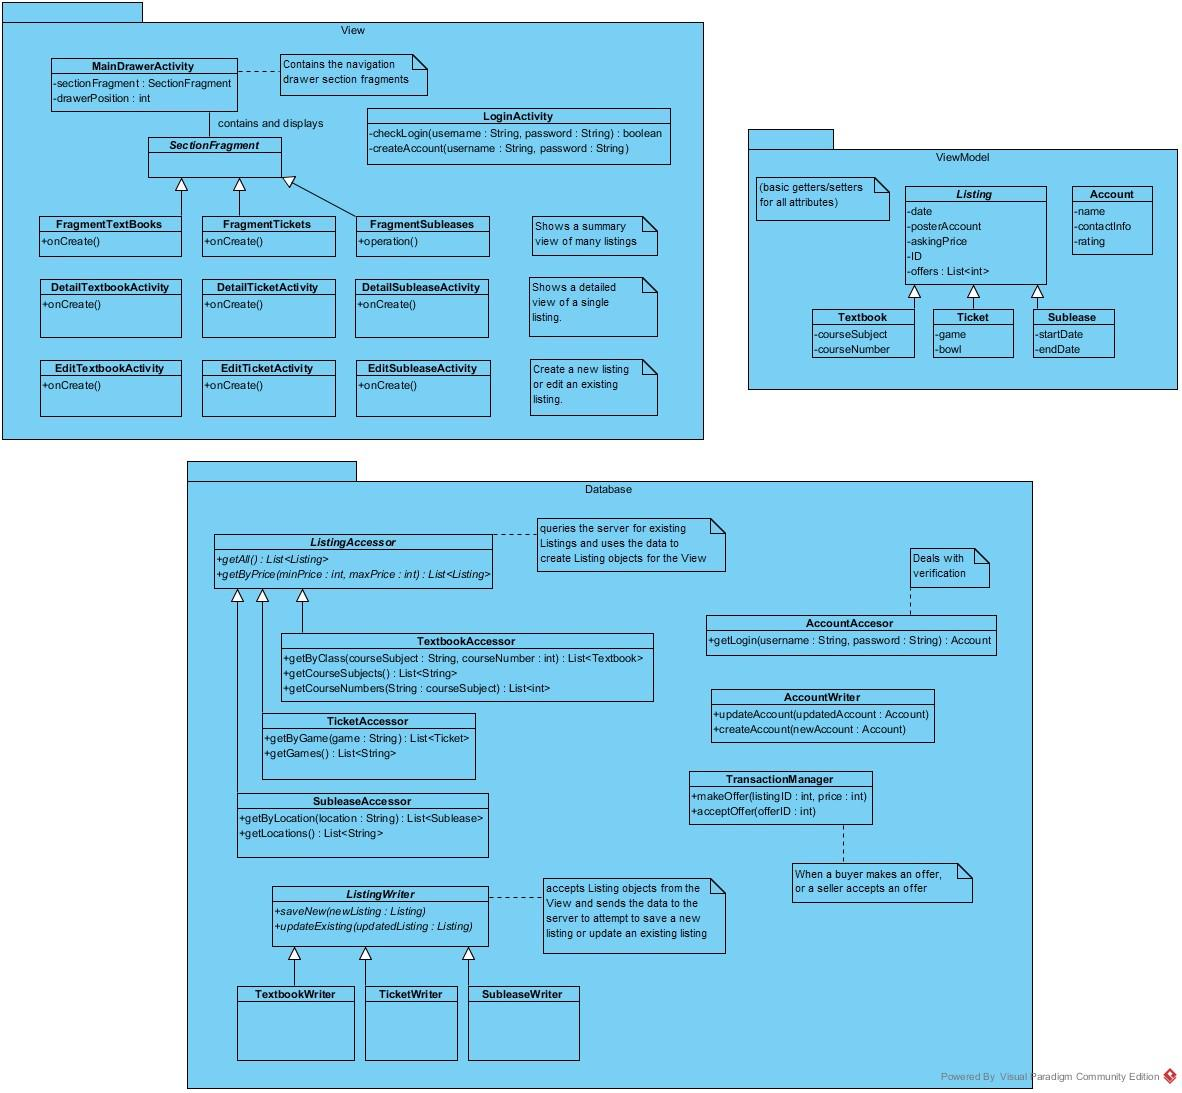 View
MainDrawerActivity
-sectionFragment : SectionFragment
-drawerPosition : int
Contains the navigation
drawer section fragments
contains and displays
LoginActivity
-checkLogin(username : String, password : String) : boolean
-createAccount(username : String, password : String)
SectionFragment
FragmentTextBooks
+onCreate()
FragmentTickets
+onCreate()
FragmentSubleases
+operation()
Shows a summary
view of many listings
DetailTextbookActivity
+onCreate()
DetailTicketActivity
+onCreate()
DetailSubleaseActivity
+onCreate()
Shows a detailed
view of a single
listing.
EditTextbookActivity
+onCreate()
EditTicketActivity
+onCreate()
EditSubleaseActivity
+onCreate()
Create a new listing
or edit an existing
listing.
ViewModel
(basic getters/setters
for all attributes)
Listing
-date
-posterAccount
-askingPrice
-ID
-offers : List<int>
Account
-name
-contactInfo
-rating
Textbook
-courseSubject
-courseNumber
Ticket
-game
-bowl
Sublease
-startDate
-endDate
Database
ListingAccessor
+getAll() : List<Listing>
+getByPrice(minPrice : int, maxPrice : int) : List<Listing>
queries the server for existing
Listings and uses the data to
create Listing objects for the View
Deals with
verification
TextbookAccessor
+getByClass(courseSubject : String, courseNumber : int) : List<Textbook>
+getCourseSubjects() : List<String>
+getCourseNumbers(String : courseSubject) : List<int>
AccountAccesor
+getLogin(username : String, password : String) : Account
TicketAccessor
+getByGame(game : String) : List<Ticket>
+getGames() : List<String>
AccountWriter
+updateAccount(updatedAccount : Account)
+createAccount(newAccount : Account)
SubleaseAccessor
+getByLocation(location : String) : List<Sublease>
+getLocations() : List<String>
TransactionManager
+makeOffer(listingID : int, price : int)
+acceptOffer(offerID : int)
When a buyer makes an offer,
or a seller accepts an offer
ListingWriter
+saveNew(newListing : Listing)
+updateExisting(updatedListing : Listing)
accepts Listing objects from the
View and sends the data to the
server to attempt to save a new
listing or update an existing listing
TextbookWriter
TicketWriter
SubleaseWriter
Powered By Visual Paradigm Community Edition